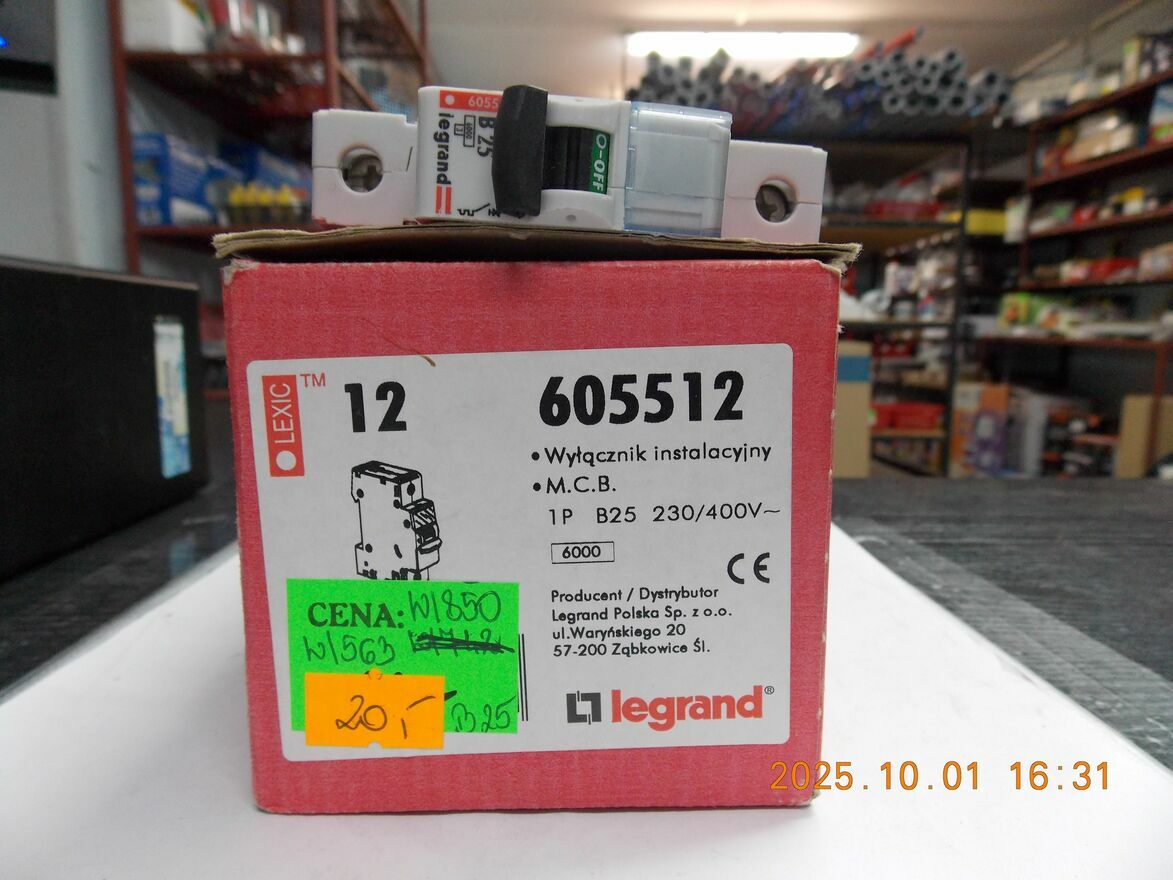 6055
legrand
B 25
6000
O-OFF
LEXIC
TM
12
605512
•Wyłącznik instalacyjny
•M.C.B.
1P B25 230/400V~
6000
CE
Producent / Dystrybutor
Legrand Polska Sp. z o.o.
ul.Waryńskiego 20
57-200 Ząbkowice Śl.
legrand®
CENA: W1850
W1563
20,-
B25
2025.10.01 16:31